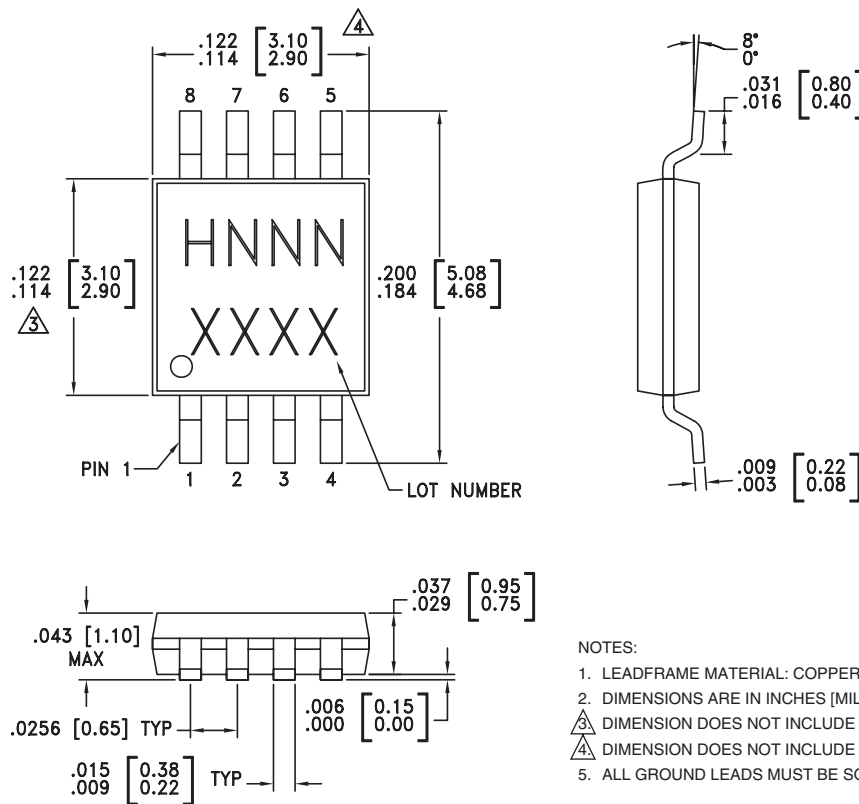 4
.122 [3.10]
.114 [2.90]
8 7 6 5
HNNN
XXXX
.122 [3.10]
.114 [2.90]
3
.200 [5.08]
.184 [4.68]
PIN 1
1 2 3 4
LOT NUMBER
8°
0°
.031 [0.80]
.016 [0.40]
.009 [0.22]
.003 [0.08]
.043 [1.10]
MAX
.037 [0.95]
.029 [0.75]
.0256 [0.65] TYP
.006 [0.15]
.000 [0.00]
.015 [0.38]
.009 [0.22]
TYP
NOTES:
1. LEADFRAME MATERIAL: COPPER
2. DIMENSIONS ARE IN INCHES [MIL
3. DIMENSION DOES NOT INCLUDE
4. DIMENSION DOES NOT INCLUDE
5. ALL GROUND LEADS MUST BE SO